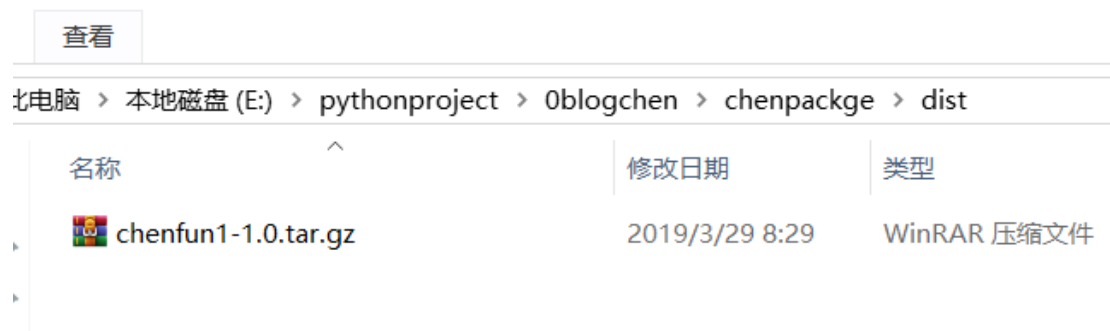 查看
此电脑 > 本地磁盘 (E:) > pythonproject > 0blogchen > chenpackge > dist
名称 修改日期 类型
chenfun1-1.0.tar.gz 2019/3/29 8:29 WinRAR 压缩文件